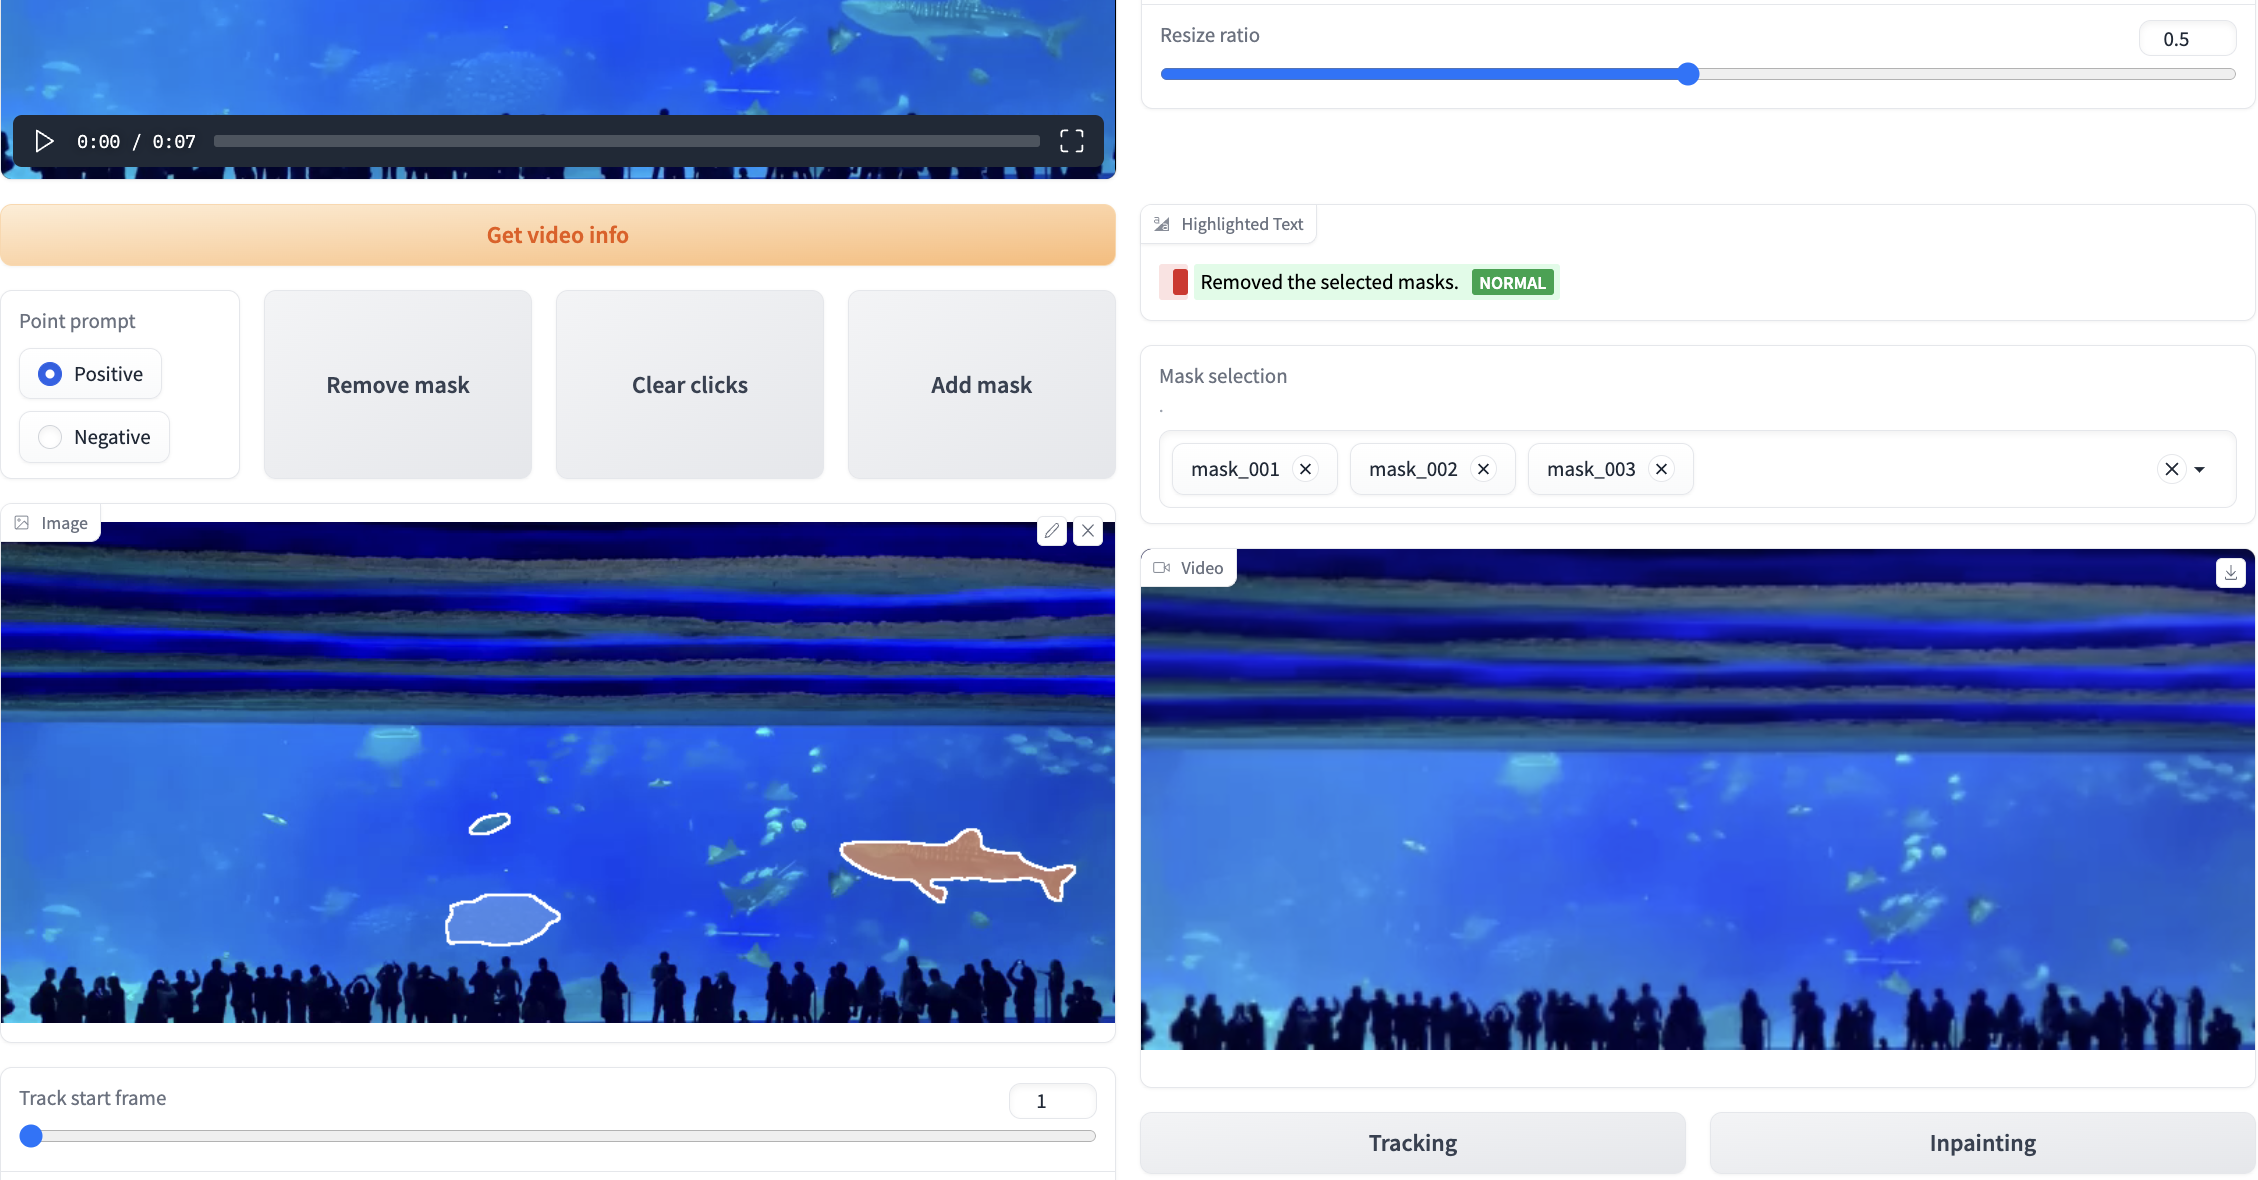 0:00 / 0:07
Get video info
Point prompt
Positive
Negative
Remove mask
Clear clicks
Add mask
Image
Track start frame
1
Resize ratio
0.5
Highlighted Text
Removed the selected masks. NORMAL
Mask selection
.
mask_001
mask_002
mask_003
Video
Tracking
Inpainting